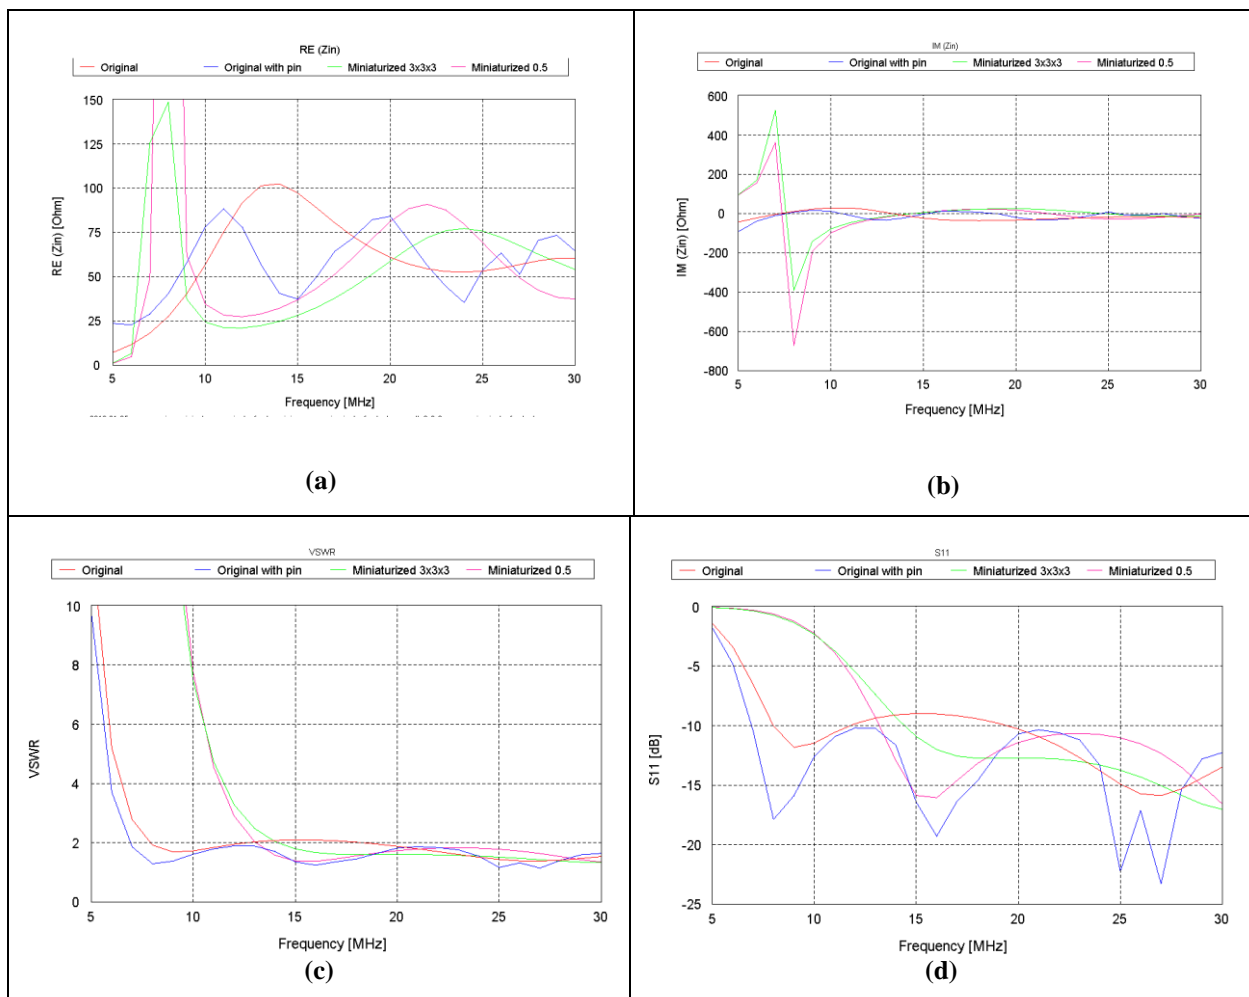 RE (Zin)
Original Original with pin Miniaturized 3x3x3 Miniaturized 0.5
150
125
100
75
50
25
0
RE (Zin) [Ohm]
5 10 15 20 25 30
Frequency [MHz]
(a)
IM (Zin)
Original Original with pin Miniaturized 3x3x3 Miniaturized 0.5
600
400
200
0
-200
-400
-600
-800
IM (Zin) [Ohm]
5 10 15 20 25 30
Frequency [MHz]
(b)
VSWR
Original Original with pin Miniaturized 3x3x3 Miniaturized 0.5
10
8
6
4
2
0
VSWR
5 10 15 20 25 30
Frequency [MHz]
(c)
S11
Original Original with pin Miniaturized 3x3x3 Miniaturized 0.5
0
-5
-10
-15
-20
-25
S11 [dB]
5 10 15 20 25 30
Frequency [MHz]
(d)